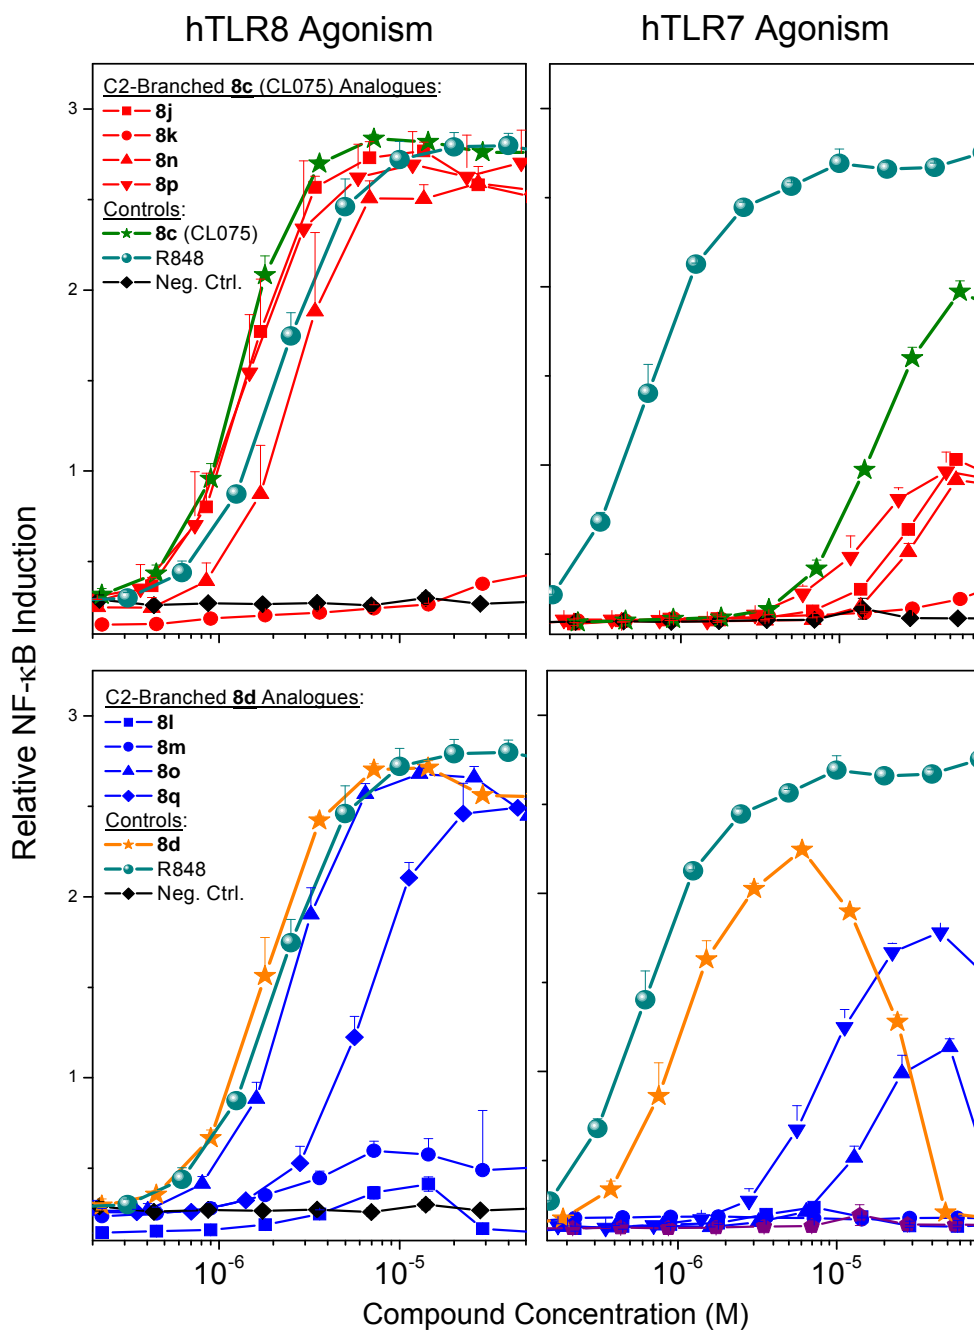 hTLR8 Agonism
hTLR7 Agonism
Relative NF-κB Induction
3
2
1
C2-Branched 8c (CL075) Analogues:
8j
8k
8n
8p
Controls:
8c (CL075)
R848
Neg. Ctrl.
3
2
1
C2-Branched 8d Analogues:
8l
8m
8o
8q
Controls:
8d
R848
Neg. Ctrl.
10⁻⁶
10⁻⁵
10⁻⁶
10⁻⁵
Compound Concentration (M)